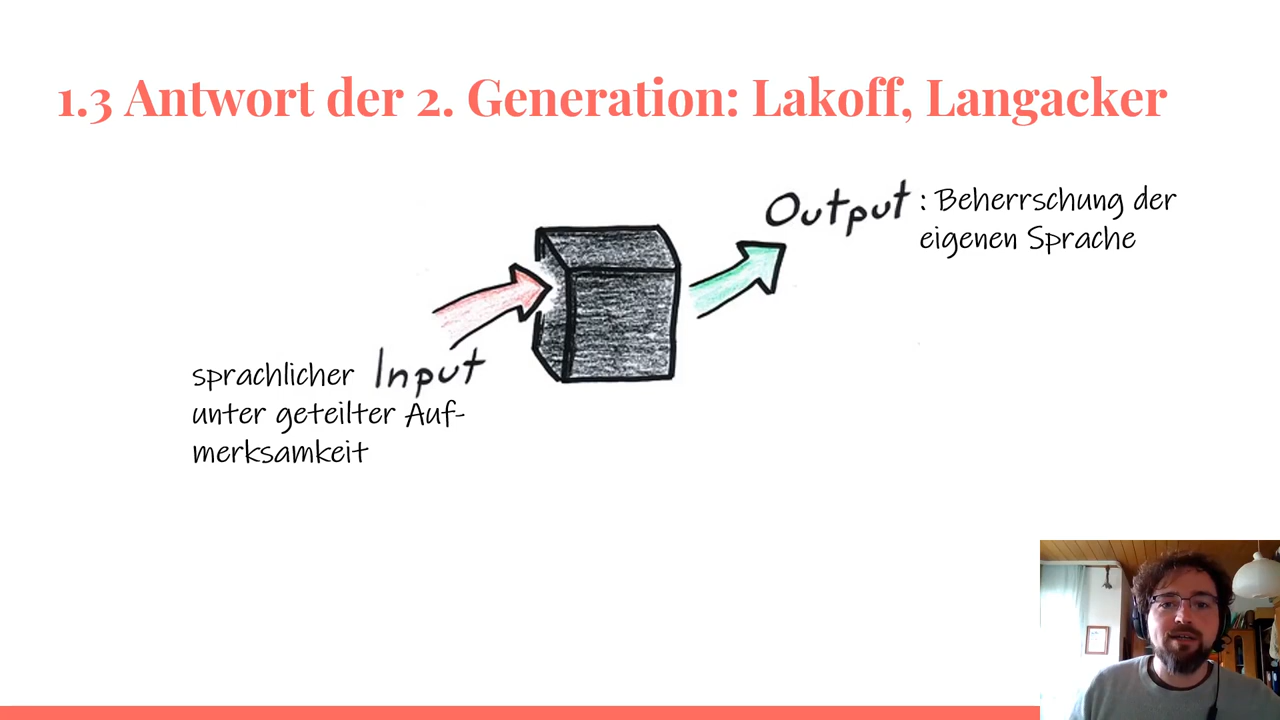 1.3 Antwort der 2. Generation: Lakoff, Langacker
Output : Beherrschung der
eigenen Sprache
sprachlicher Input
unter geteilter Auf-
merksamkeit